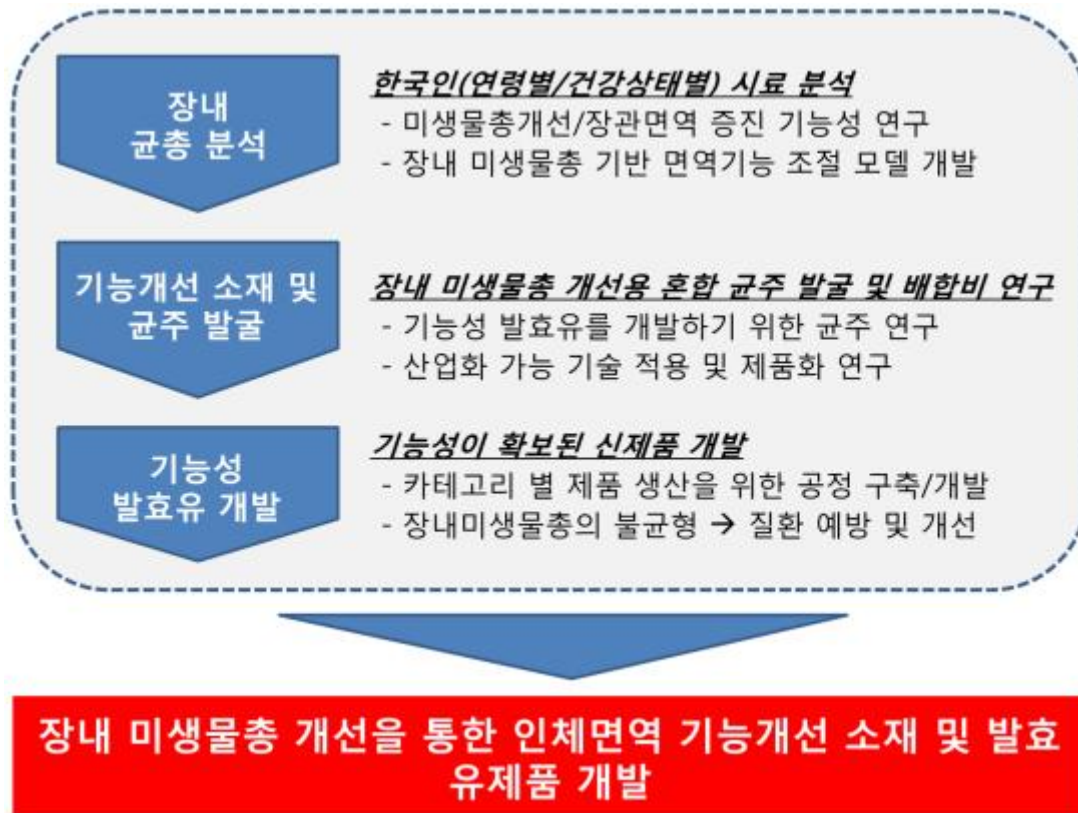 장내
균총 분석
한국인(연령별/건강상태별) 시료 분석
- 미생물총개선/장관면역 증진 기능성 연구
- 장내 미생물총 기반 면역기능 조절 모델 개발
기능개선 소재 및
균주 발굴
장내 미생물총 개선용 혼합 균주 발굴 및 배합비 연구
- 기능성 발효유를 개발하기 위한 균주 연구
- 산업화 가능 기술 적용 및 제품화 연구
기능성
발효유 개발
기능성이 확보된 신제품 개발
- 카테고리 별 제품 생산을 위한 공정 구축/개발
- 장내미생물총의 불균형 → 질환 예방 및 개선
장내 미생물총 개선을 통한 인체면역 기능개선 소재 및 발효
유제품 개발